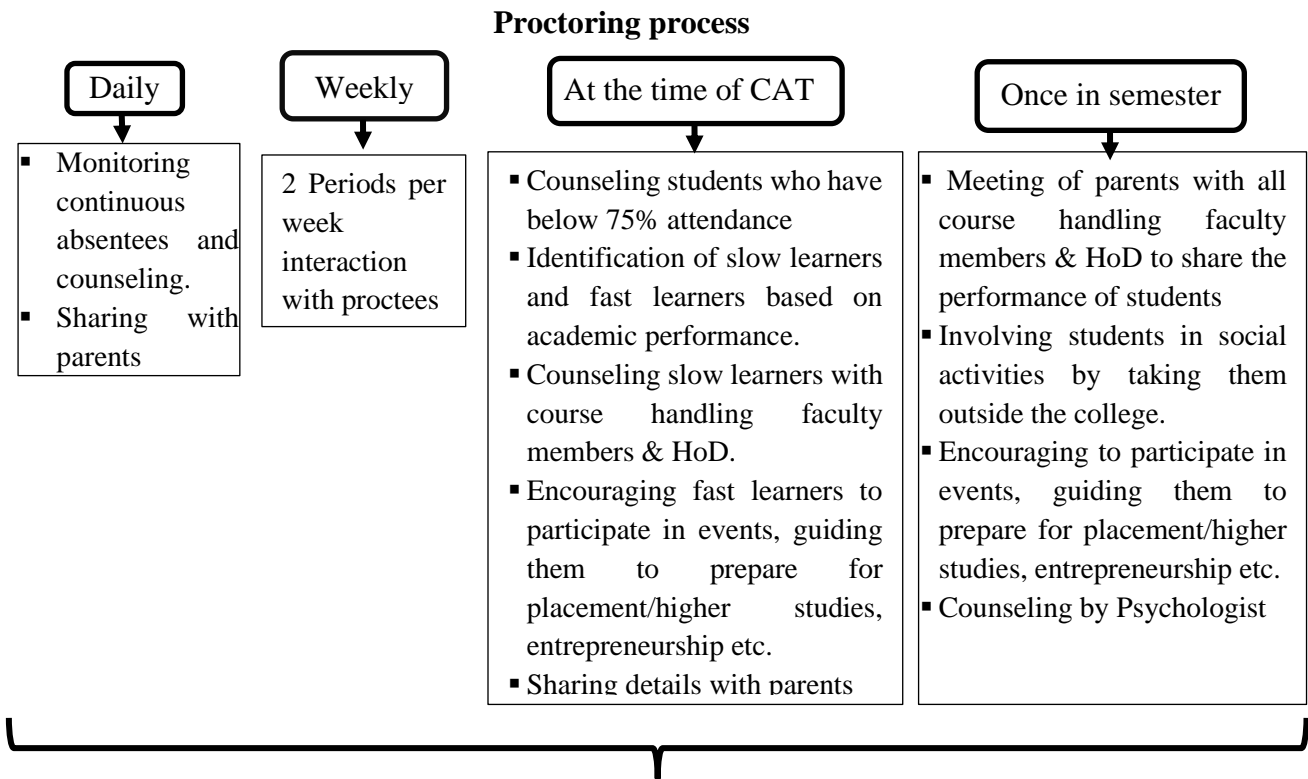 Proctoring process
Daily
▪ Monitoring
continuous
absentees and
counseling.
▪ Sharing with
parents
Weekly
2 Periods per
week
interaction
with proctees
At the time of CAT
▪ Counseling students who have
below 75% attendance
▪ Identification of slow learners
and fast learners based on
academic performance.
▪ Counseling slow learners with
course handling faculty
members & HoD.
▪ Encouraging fast learners to
participate in events, guiding
them to prepare for
placement/higher studies,
entrepreneurship etc.
▪ Sharing details with parents
Once in semester
▪ Meeting of parents with all
course handling faculty
members & HoD to share the
performance of students
▪ Involving students in social
activities by taking them
outside the college.
▪ Encouraging to participate in
events, guiding them to
prepare for placement/higher
studies, entrepreneurship etc.
▪ Counseling by Psychologist